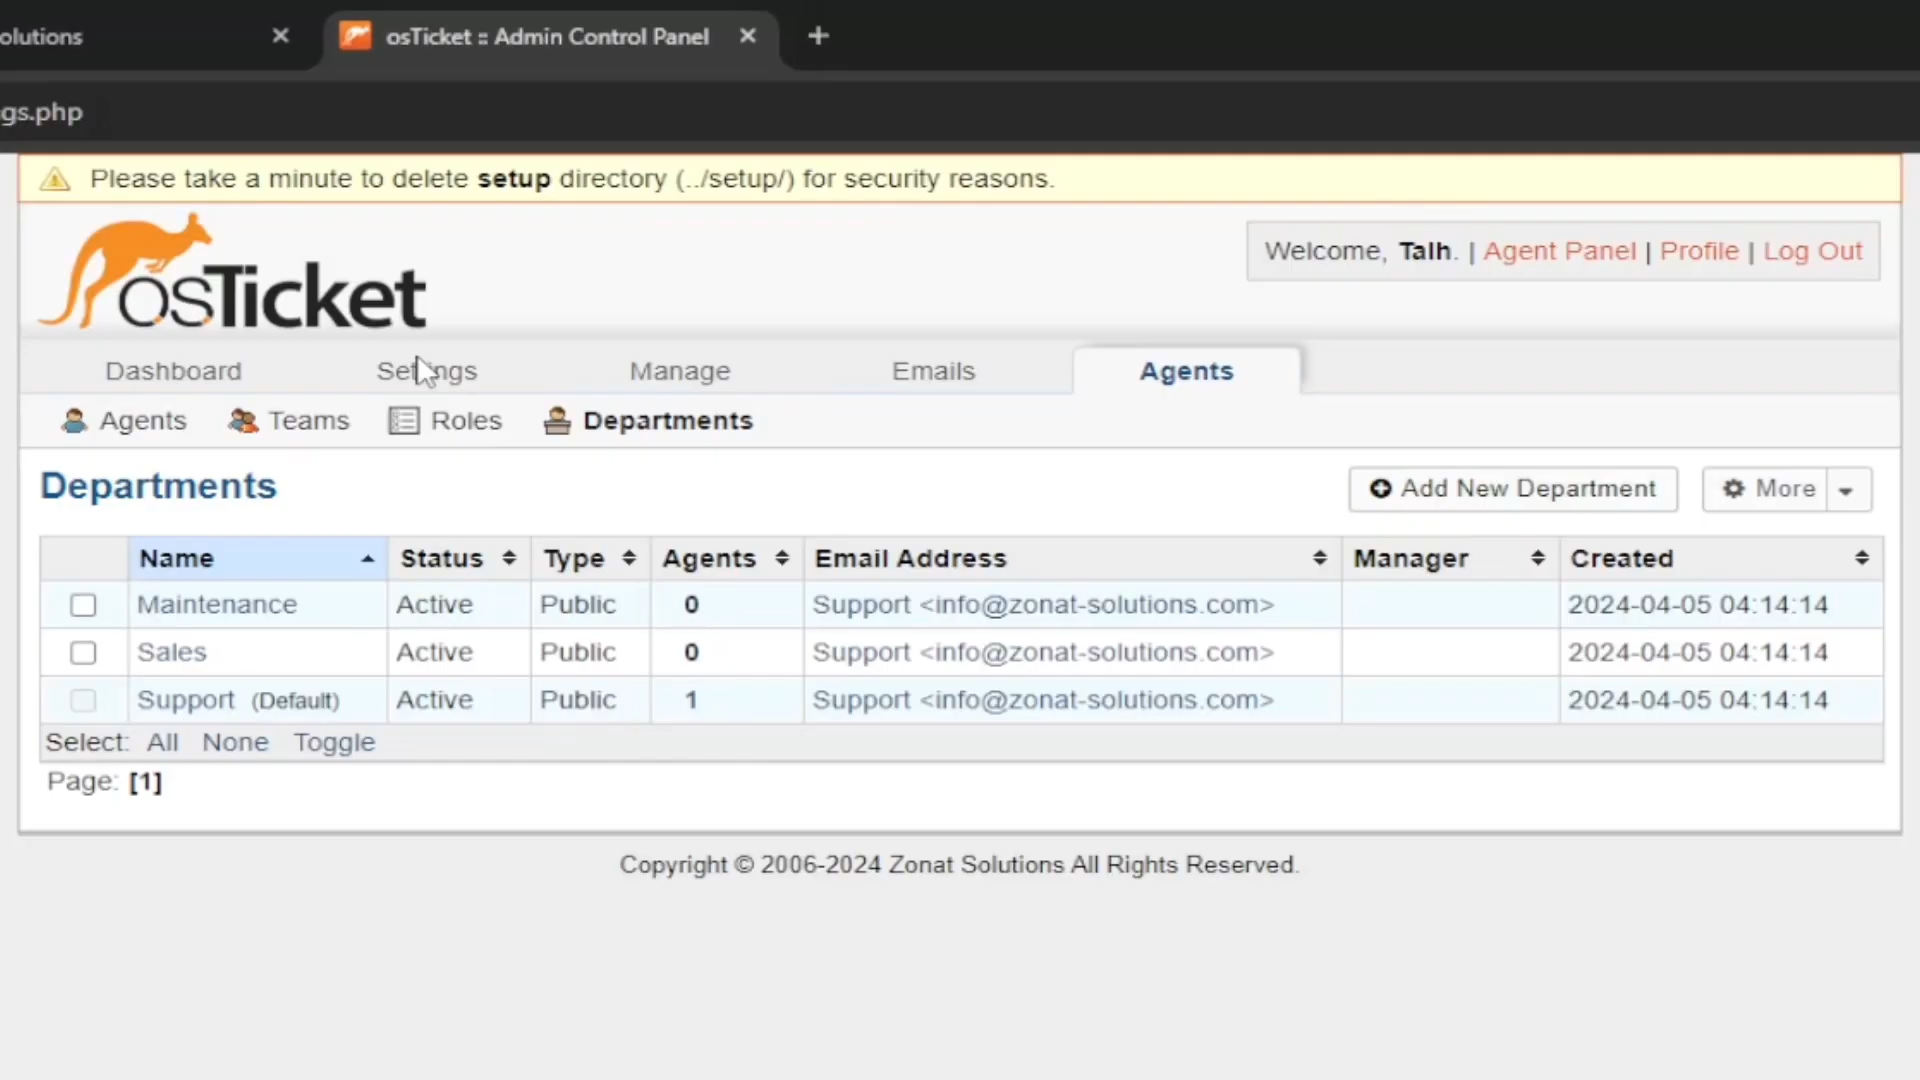 olutions
osTicket :: Admin Control Panel
gs.php
Please take a minute to delete setup directory (../setup/) for security reasons.
osTicket
Welcome, Talh. | Agent Panel | Profile | Log Out
Dashboard Settings Manage Emails Agents
Agents Teams Roles Departments
Departments
Add New Department More
Name Status Type Agents Email Address Manager Created
Maintenance Active Public 0 Support <info@zonat-solutions.com> 2024-04-05 04:14:14
Sales Active Public 0 Support <info@zonat-solutions.com> 2024-04-05 04:14:14
Support (Default) Active Public 1 Support <info@zonat-solutions.com> 2024-04-05 04:14:14
Select: All None Toggle
Page: [1]
Copyright © 2006-2024 Zonat Solutions All Rights Reserved.